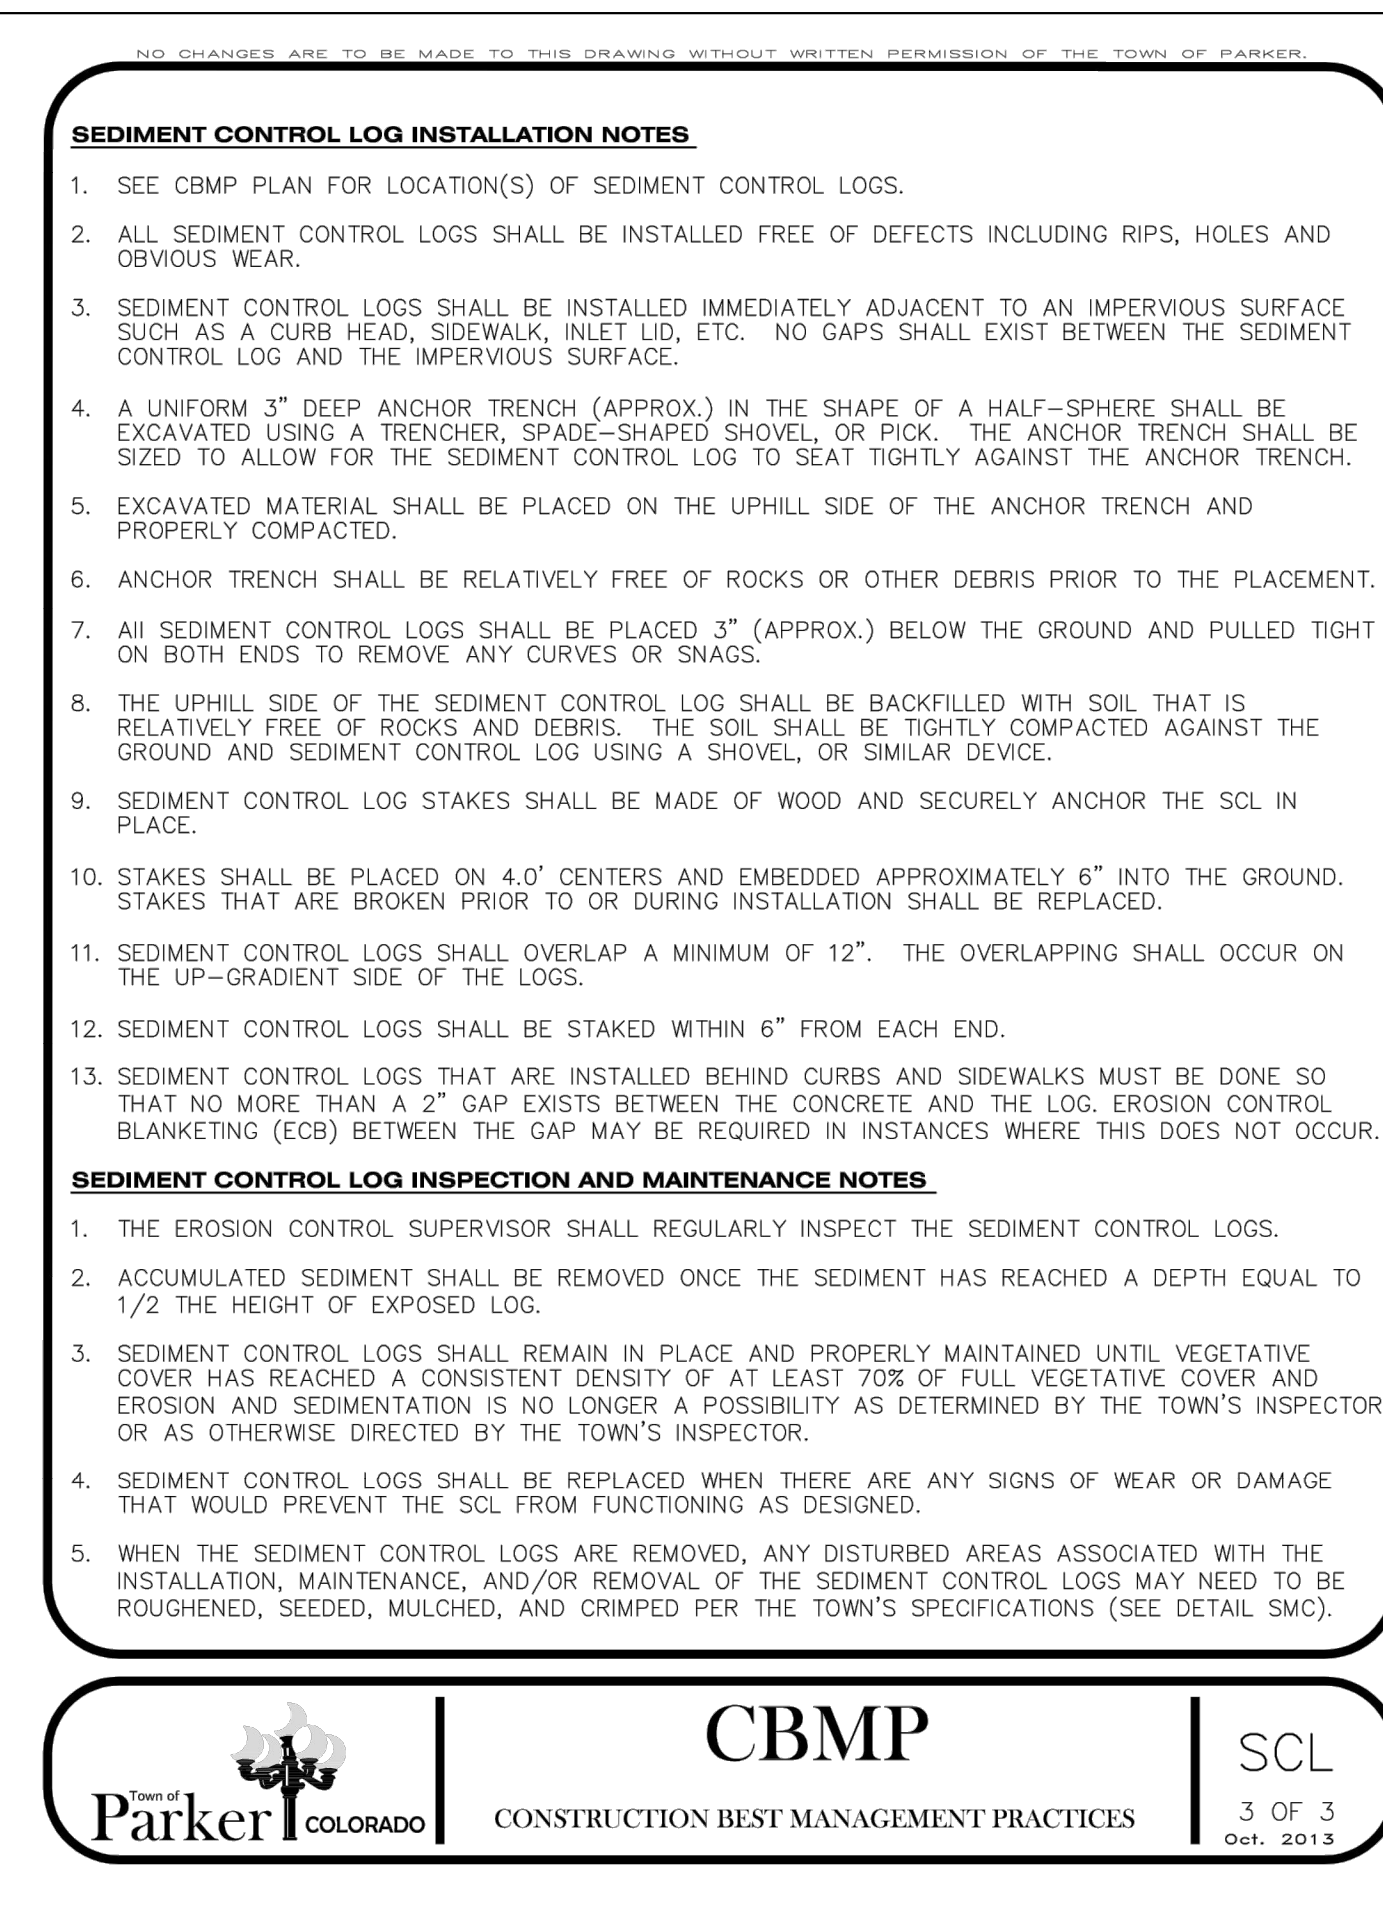 NO CHANGES ARE TO BE MADE TO THIS DRAWING WITHOUT WRITTEN PERMISSION OF THE TOWN OF PARKER.
SEDIMENT CONTROL LOG INSTALLATION NOTES
1. SEE CBMP PLAN FOR LOCATION(S) OF SEDIMENT CONTROL LOGS.
2. ALL SEDIMENT CONTROL LOGS SHALL BE INSTALLED FREE OF DEFECTS INCLUDING RIPS, HOLES AND
OBVIOUS WEAR.
3. SEDIMENT CONTROL LOGS SHALL BE INSTALLED IMMEDIATELY ADJACENT TO AN IMPERVIOUS SURFACE
SUCH AS A CURB HEAD, SIDEWALK, INLET LID, ETC. NO GAPS SHALL EXIST BETWEEN THE SEDIMENT
CONTROL LOG AND THE IMPERVIOUS SURFACE.
4. A UNIFORM 3" DEEP ANCHOR TRENCH (APPROX.) IN THE SHAPE OF A HALF-SPHERE SHALL BE
EXCAVATED USING A TRENCHER, SPADE-SHAPED SHOVEL, OR PICK. THE ANCHOR TRENCH SHALL BE
SIZED TO ALLOW FOR THE SEDIMENT CONTROL LOG TO SEAT TIGHTLY AGAINST THE ANCHOR TRENCH.
5. EXCAVATED MATERIAL SHALL BE PLACED ON THE UPHILL SIDE OF THE ANCHOR TRENCH AND
PROPERLY COMPACTED.
6. ANCHOR TRENCH SHALL BE RELATIVELY FREE OF ROCKS OR OTHER DEBRIS PRIOR TO THE PLACEMENT.
7. All SEDIMENT CONTROL LOGS SHALL BE PLACED 3" (APPROX.) BELOW THE GROUND AND PULLED TIGHT
ON BOTH ENDS TO REMOVE ANY CURVES OR SNAGS.
8. THE UPHILL SIDE OF THE SEDIMENT CONTROL LOG SHALL BE BACKFILLED WITH SOIL THAT IS
RELATIVELY FREE OF ROCKS AND DEBRIS. THE SOIL SHALL BE TIGHTLY COMPACTED AGAINST THE
GROUND AND SEDIMENT CONTROL LOG USING A SHOVEL, OR SIMILAR DEVICE.
9. SEDIMENT CONTROL LOG STAKES SHALL BE MADE OF WOOD AND SECURELY ANCHOR THE SCL IN
PLACE.
10. STAKES SHALL BE PLACED ON 4.0' CENTERS AND EMBEDDED APPROXIMATELY 6" INTO THE GROUND.
STAKES THAT ARE BROKEN PRIOR TO OR DURING INSTALLATION SHALL BE REPLACED.
11. SEDIMENT CONTROL LOGS SHALL OVERLAP A MINIMUM OF 12". THE OVERLAPPING SHALL OCCUR ON
THE UP-GRADIENT SIDE OF THE LOGS.
12. SEDIMENT CONTROL LOGS SHALL BE STAKED WITHIN 6" FROM EACH END.
13. SEDIMENT CONTROL LOGS THAT ARE INSTALLED BEHIND CURBS AND SIDEWALKS MUST BE DONE SO
THAT NO MORE THAN A 2" GAP EXISTS BETWEEN THE CONCRETE AND THE LOG. EROSION CONTROL
BLANKETING (ECB) BETWEEN THE GAP MAY BE REQUIRED IN INSTANCES WHERE THIS DOES NOT OCCUR.
SEDIMENT CONTROL LOG INSPECTION AND MAINTENANCE NOTES
1. THE EROSION CONTROL SUPERVISOR SHALL REGULARLY INSPECT THE SEDIMENT CONTROL LOGS.
2. ACCUMULATED SEDIMENT SHALL BE REMOVED ONCE THE SEDIMENT HAS REACHED A DEPTH EQUAL TO
1/2 THE HEIGHT OF EXPOSED LOG.
3. SEDIMENT CONTROL LOGS SHALL REMAIN IN PLACE AND PROPERLY MAINTAINED UNTIL VEGETATIVE
COVER HAS REACHED A CONSISTENT DENSITY OF AT LEAST 70% OF FULL VEGETATIVE COVER AND
EROSION AND SEDIMENTATION IS NO LONGER A POSSIBILITY AS DETERMINED BY THE TOWN'S INSPECTOR
OR AS OTHERWISE DIRECTED BY THE TOWN'S INSPECTOR.
4. SEDIMENT CONTROL LOGS SHALL BE REPLACED WHEN THERE ARE ANY SIGNS OF WEAR OR DAMAGE
THAT WOULD PREVENT THE SCL FROM FUNCTIONING AS DESIGNED.
5. WHEN THE SEDIMENT CONTROL LOGS ARE REMOVED, ANY DISTURBED AREAS ASSOCIATED WITH THE
INSTALLATION, MAINTENANCE, AND/OR REMOVAL OF THE SEDIMENT CONTROL LOGS MAY NEED TO BE
ROUGHENED, SEEDED, MULCHED, AND CRIMPED PER THE TOWN'S SPECIFICATIONS (SEE DETAIL SMC).
Town of
Parker COLORADO
CBMP
CONSTRUCTION BEST MANAGEMENT PRACTICES
SCL
3 OF 3
Oct. 2013